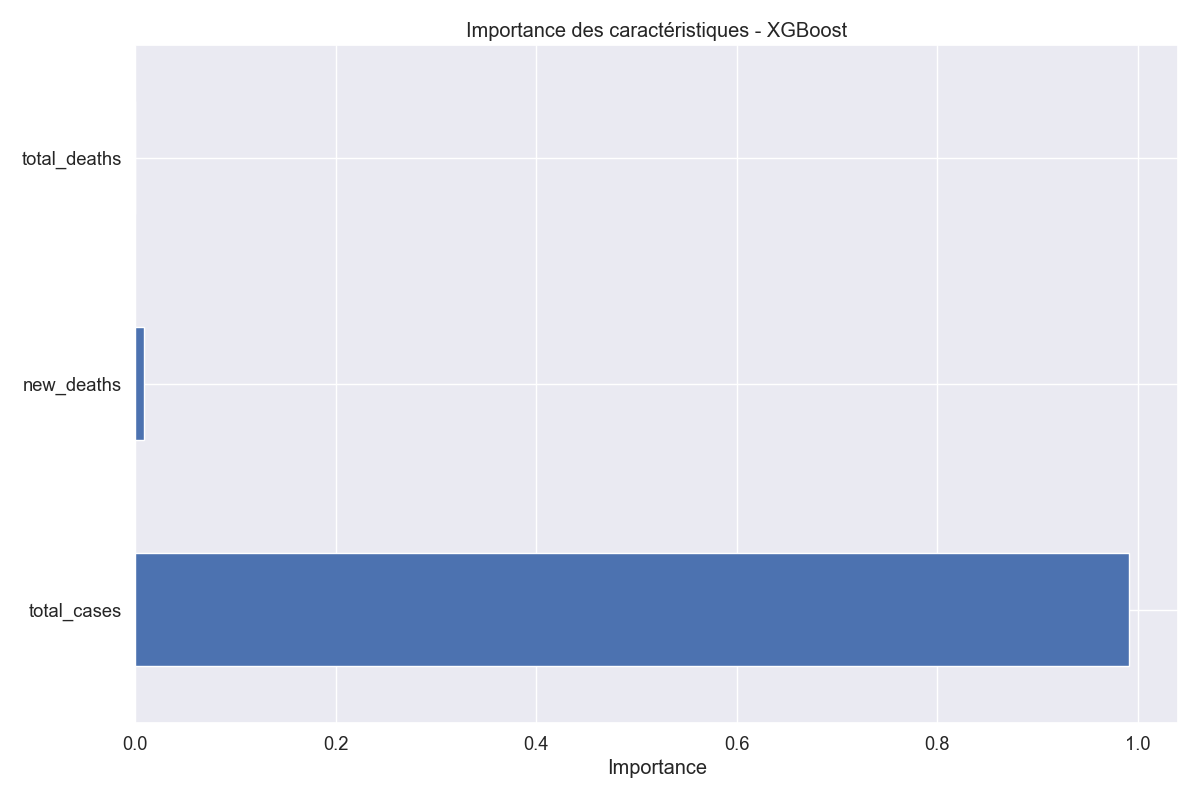 Importance des caractéristiques - XGBoost
total_deaths
new_deaths
total_cases
0.0 0.2 0.4 0.6 0.8 1.0
Importance